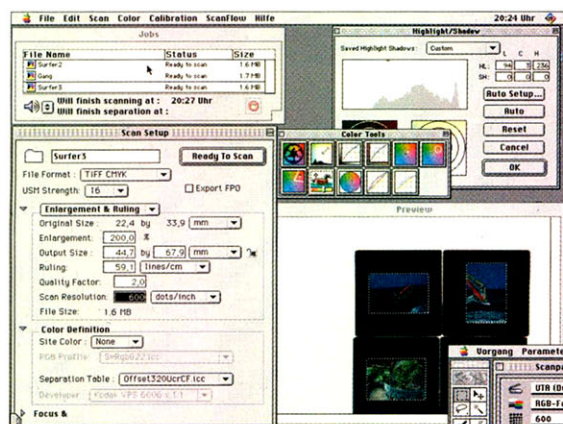 File Edit Scan Color Calibration ScanFlow Hilfe 20:24 Uhr
Jobs
File Name Status Size
Surfer2 Ready to scan 1.6 MB
Gang Ready to scan 1.7 MB
Surfer3 Ready to scan 1.6 MB
Will finish scanning at : 20:27 Uhr
Will finish separation at :
Highlight/Shadow
Saved Highlight Shadows : Custom
L C H
HL: 94 5 236
SH: 0 0 0
Auto Setup...
Auto
Reset
Cancel
OK
Scan Setup
Surfer3 Ready To Scan
File Format : TIFF CMYK
USM Strength: 16 Export FPO
Enlargement & Ruling
Original Size : 22,4 by 33,9 mm
Enlargement: 200,0 %
Output Size : 44,7 by 67,9 mm
Ruling: 59,1 lines/cm
Quality Factor: 2,0
Scan Resolution: 600 dots/inch
File Size: 1.6 MB
Color Definition
Site Color : None
RGB Profile:
Separation Table : Offset320UcrCF.icc
Developer: Kodak VPS 6006 v.1.1
Focus &
Color Tools
Preview
Vorgang
Scanpa
600